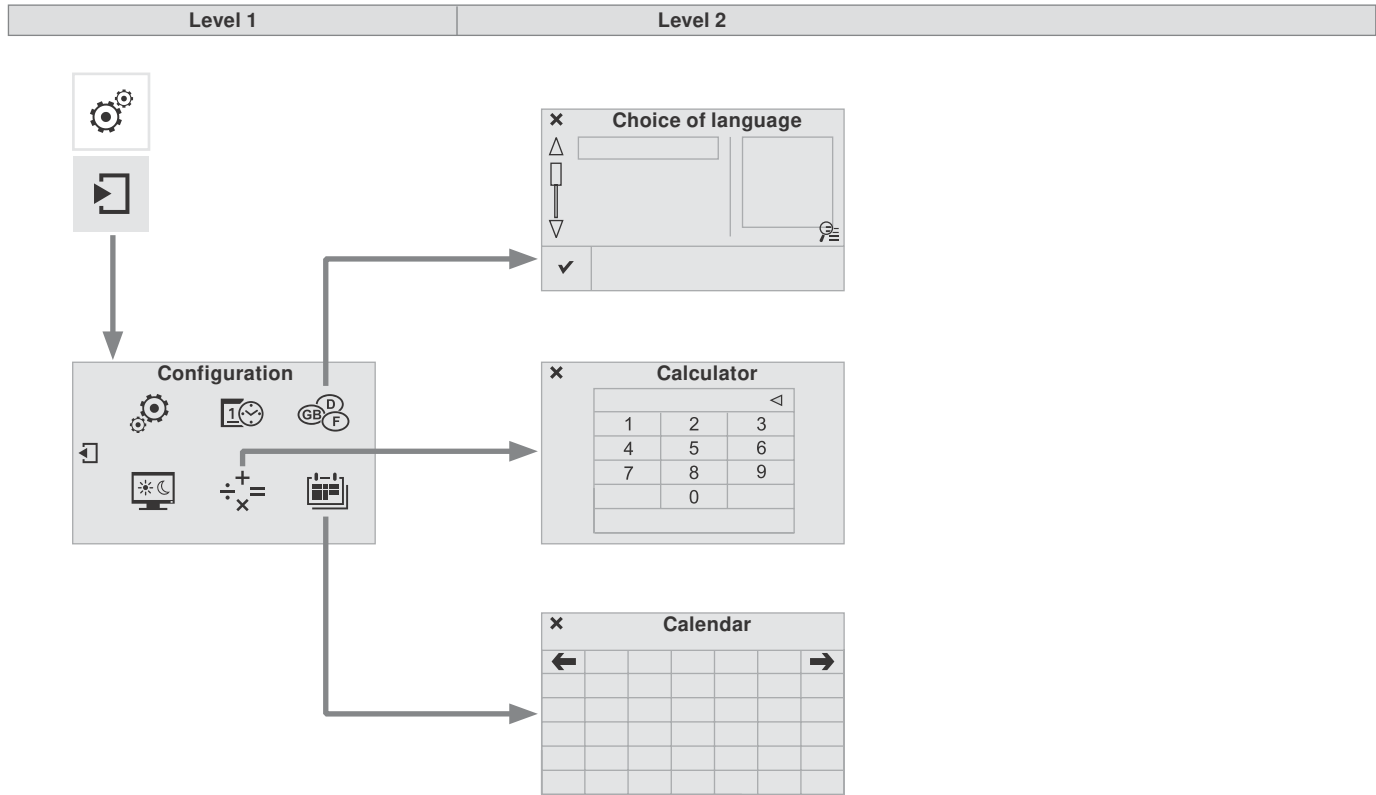 Level 1 Level 2
Choice of language
Configuration
1
GB D F
Calculator
1 2 3
4 5 6
7 8 9
0
Calendar